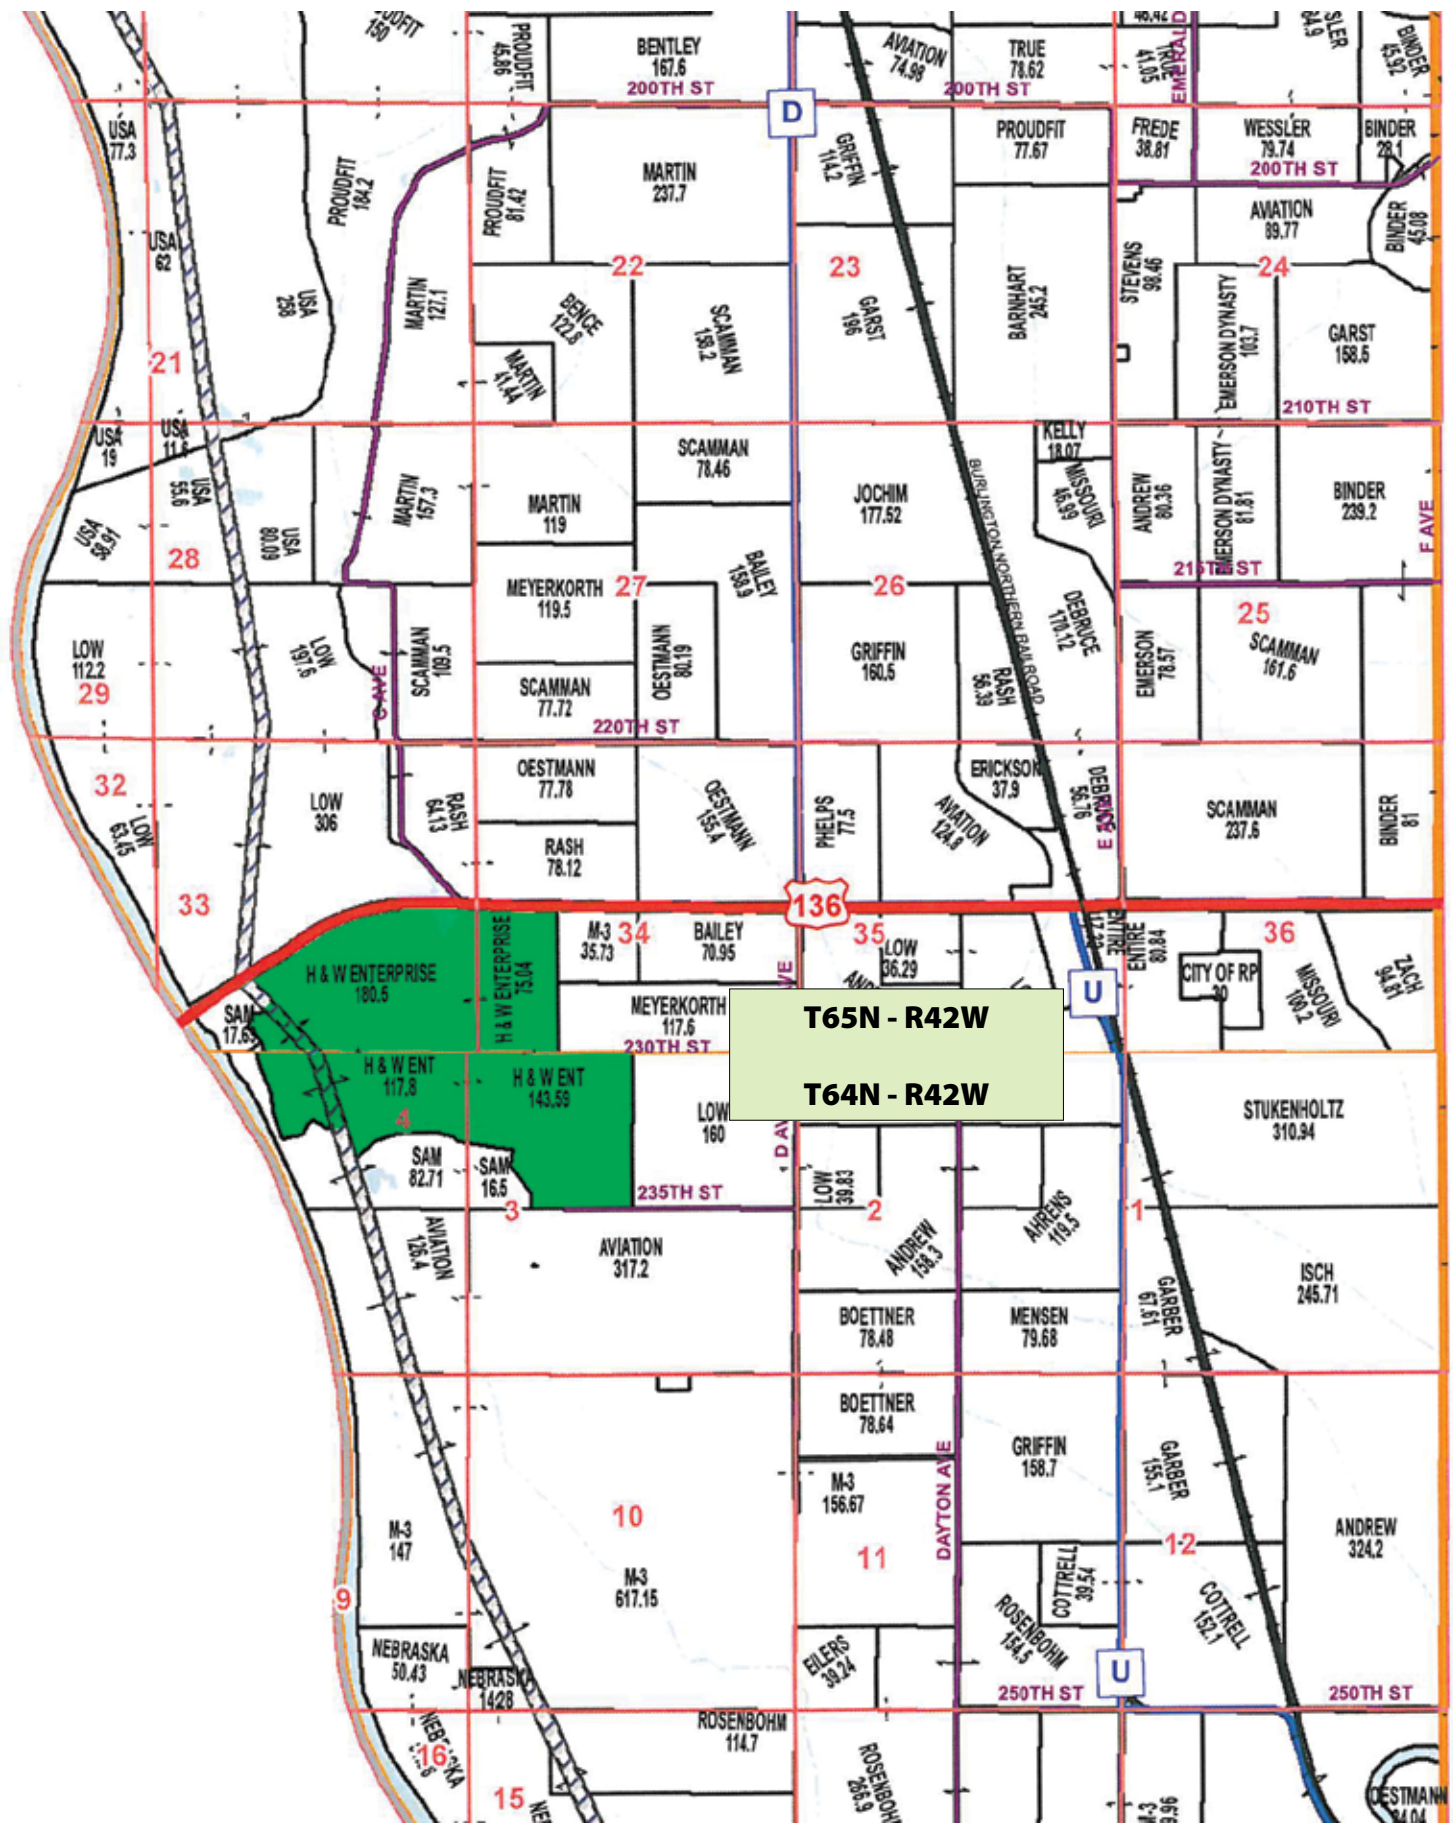 150
PROUDFIT
45.86
BENTLEY
167.6
200TH ST
AVIATION
74.98
TRUE
78.62
200TH ST
46.42
41.05
EMERALD
BINDER
45.92
D
USA
77.3
PROUDFIT
184.2
PROUDFIT
81.42
MARTIN
237.7
GRIFFIN
114.2
PROUDFIT
77.67
FREDE
38.81
WESSLER
79.74
BINDER
28.1
200TH ST
USA
62
AVIATION
89.77
BINDER
45.08
22
23
24
STEVENS
98.46
USA
258
MARTIN
127.1
BENCE
122.8
SCAMMAN
158.2
GARST
196
BARNHART
245.2
EMERSON DYNASTY
103.7
GARST
158.5
21
MARTIN
41.44
210TH ST
USA
19
USA
11.6
SCAMMAN
78.46
KELLY
18.07
USA
55.6
MARTIN
157.3
MARTIN
119
JOCHIM
177.52
BURLINGTON NORTHERN RAILROAD
MISSOURI
46.99
ANDREW
80.36
EMERSON DYNASTY
81.81
BINDER
239.2
F AVE
USA
58.91
USA
80.09
28
BAILEY
158.9
215TH ST
MEYERKORTH
119.5
27
26
25
DEBRUCE
170.12
LOW
112.2
LOW
197.6
SCAMMAN
109.5
OESTMANN
80.19
GRIFFIN
160.5
RASH
56.39
EMERSON
78.57
SCAMMAN
161.6
29
C AVE
SCAMMAN
77.72
220TH ST
OESTMANN
77.78
ERICKSON
37.9
DEBRUCE
56.76
E AVE
32
LOW
63.45
LOW
306
RASH
64.13
OESTMANN
155.4
PHELPS
77.5
AVIATION
124.8
SCAMMAN
237.6
BINDER
81
RASH
78.12
33
136
H & W ENTERPRISE
180.5
H & W ENTERPRISE
75.04
M-3
35.73
34
BAILEY
70.95
35
LOW
36.29
ENTIRE
80.84
36
CITY OF RP
30
MISSOURI
100.2
ZACH
94.81
U
SAM
17.63
MEYERKORTH
117.6
230TH ST
T65N - R42W
T64N - R42W
H & W ENT
117.8
H & W ENT
143.59
4
LOW
160
STUKENHOLTZ
310.94
SAM
82.71
SAM
16.5
235TH ST
LOW
39.83
3
2
1
AVIATION
126.4
AVIATION
317.2
ANDREW
158.3
AHRENS
119.5
ISCH
245.71
BOETTNER
78.48
MENSEN
79.68
GARBER
67.61
BOETTNER
78.64
DAYTON AVE
GRIFFIN
158.7
GARBER
155.1
M-3
156.67
M-3
147
10
11
12
ANDREW
324.2
M-3
617.15
9
COTTRELL
39.54
COTTRELL
152.1
ROSENBOHM
154.5
NEBRASKA
50.43
NEBRASKA
14.28
EILERS
39.24
U
250TH ST
250TH ST
ROSENBOHM
114.7
16
15
ROSENBOHM
266.9
OESTMANN